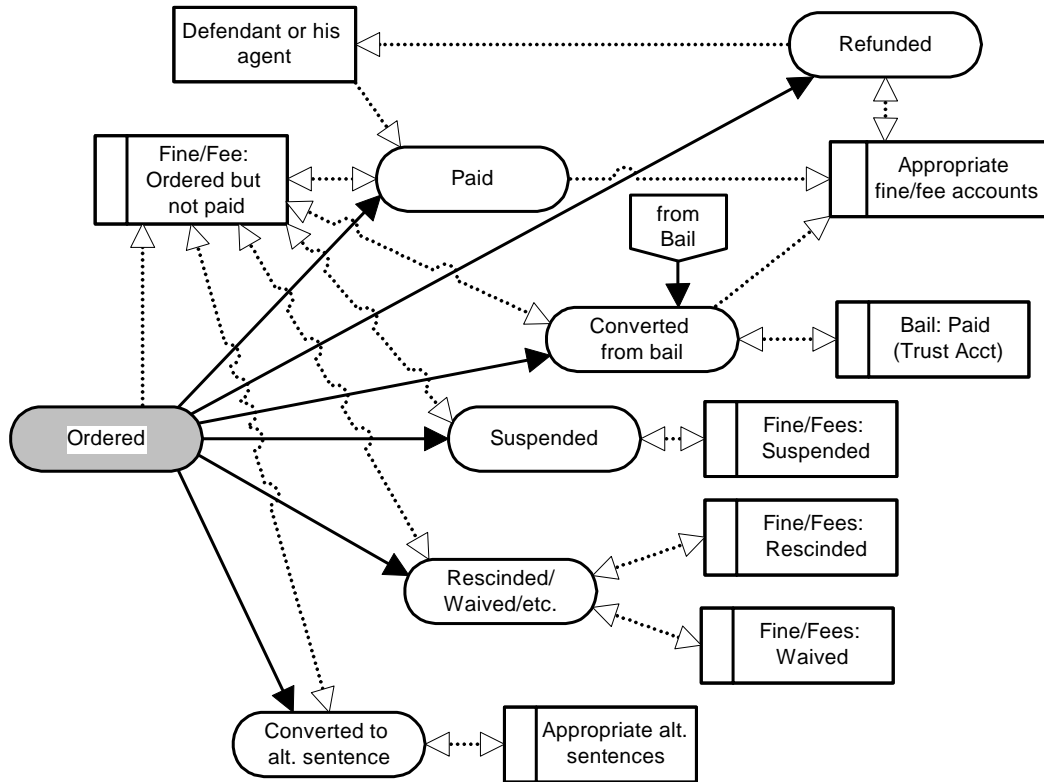 Defendant or his
agent
Refunded
Fine/Fee:
Ordered but
not paid
Paid
Appropriate
fine/fee accounts
from
Bail
Converted
from bail
Bail: Paid
(Trust Acct)
Ordered
Suspended
Fine/Fees:
Suspended
Fine/Fees:
Rescinded
Rescinded/
Waived/etc.
Fine/Fees:
Waived
Converted to
alt. sentence
Appropriate alt.
sentences